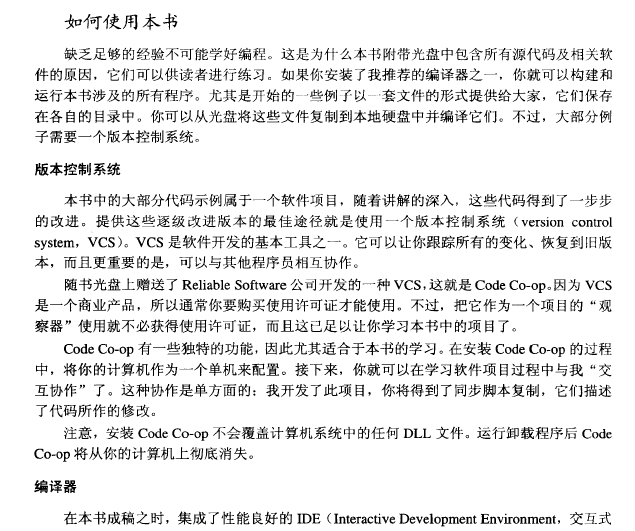 如何使用本书
缺乏足够的经验不可能学好编程。这是为什么本书附带光盘中包含所有源代码及相关软
件的原因，它们可以供读者进行练习。如果你安装了我推荐的编译器之一，你就可以构建和
运行本书涉及的所有程序。尤其是开始的一些例子以一套文件的形式提供给大家，它们保存
在各自的目录中。你可以从光盘将这些文件复制到本地硬盘中并编译它们。不过，大部分例
子需要一个版本控制系统。
版本控制系统
本书中的大部分代码示例属于一个软件项目，随着讲解的深入，这些代码得到了一步步
的改进。提供这些逐级改进版本的最佳途径就是使用一个版本控制系统（version control
system，VCS）。VCS 是软件开发的基本工具之一。它可以让你跟踪所有的变化、恢复到旧版
本，而且更重要的是，可以与其他程序员相互协作。
随书光盘上赠送了 Reliable Software 公司开发的一种 VCS，这就是 Code Co-op。因为 VCS
是一个商业产品，所以通常你要购买使用许可证才能使用。不过，把它作为一个项目的“观
察器”使用就不必获得使用许可证，而且这已足以让你学习本书中的项目了。
Code Co-op 有一些独特的功能，因此尤其适合于本书的学习。在安装 Code Co-op 的过程
中，将你的计算机作为一个单机来配置。接下来，你就可以在学习软件项目过程中与我“交
互协作”了。这种协作是单方面的：我开发了此项目，你将得到了同步脚本复制，它们描述
了代码所作的修改。
注意，安装 Code Co-op 不会覆盖计算机系统中的任何 DLL 文件。运行卸载程序后 Code
Co-op 将从你的计算机上彻底消失。
编译器
在本书成稿之时，集成了性能良好的 IDE（Interactive Development Environment，交互式